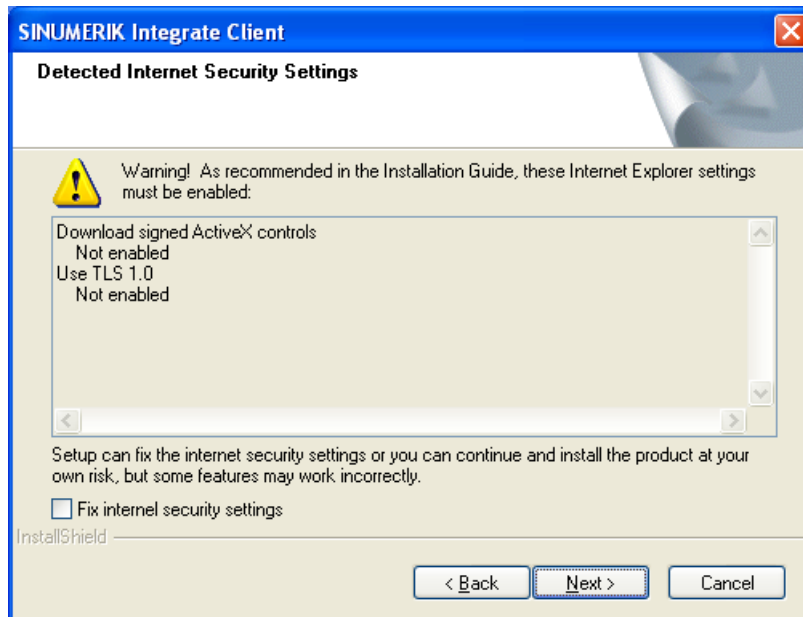 SINUMERIK Integrate Client
Detected Internet Security Settings
Warning! As recommended in the Installation Guide, these Internet Explorer settings
must be enabled:
Download signed ActiveX controls
Not enabled
Use TLS 1.0
Not enabled
Setup can fix the internet security settings or you can continue and install the product at your
own risk, but some features may work incorrectly.
Fix internel security settings
InstallShield
< Back
Next >
Cancel